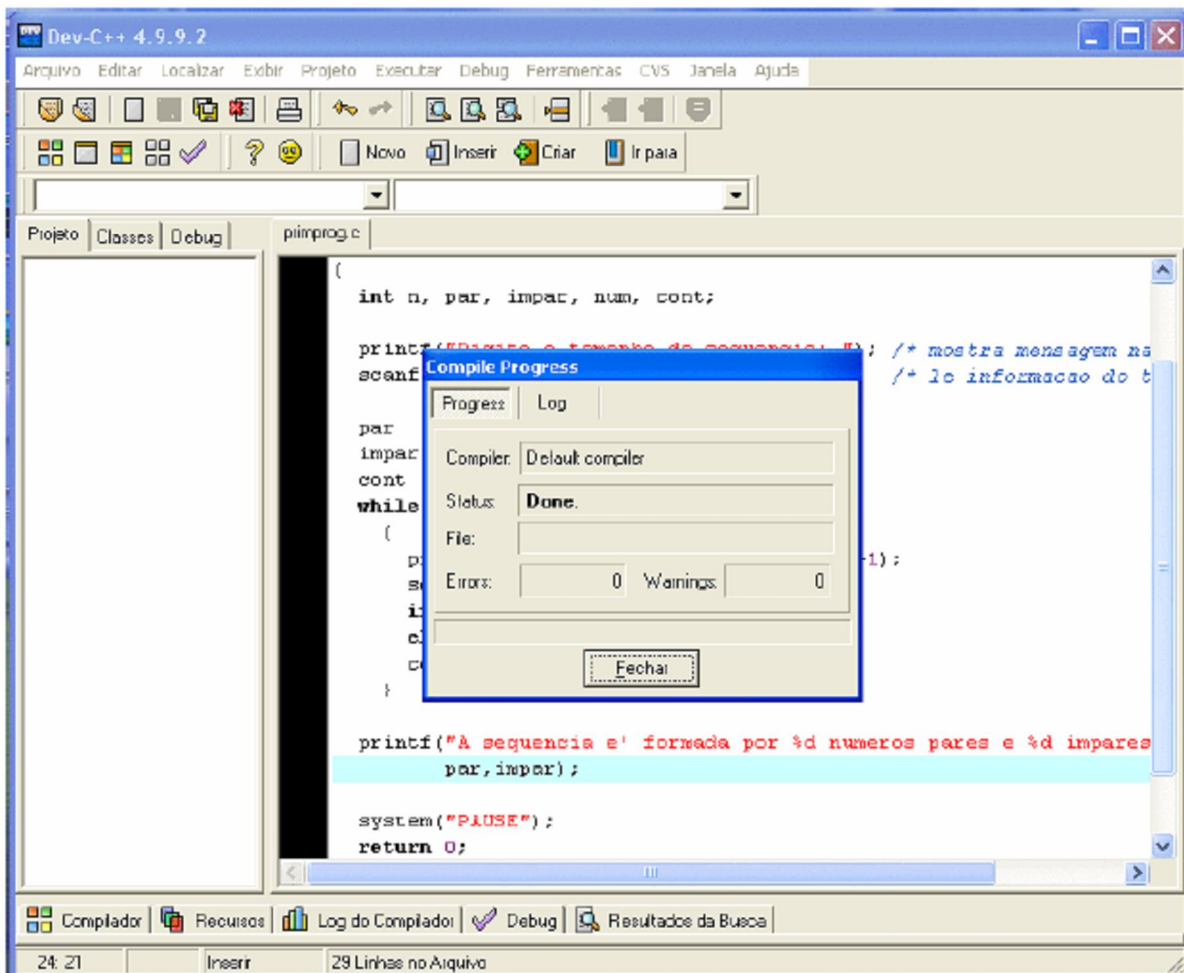 Dev-C++ 4.9.9.2
Arquivo Editar Localizar Exibir Projeto Executar Debug Ferramentas CVS Janela Ajuda
Novo Inserir Criar Ir para
Projeto Classes Debug primprog.c
{
int n, par, impar, num, cont;
printf("Digite o tamanho da sequencia: "); /* mostra mensagem na
scanf /* le informacao do t
Compile Progress
Progress Log
par
impar
Compiler: Default compiler
cont
while
Status: Done.
{
File:
1);
Errors: 0 Warnings: 0
}
Fechar
printf("A sequencia e' formada por %d numeros pares e %d impares
par,impar);
system("PAUSE");
return 0;
Compilador Recursos Log do Compilador Debug Resultados da Busca
24: 21 Inserir 29 Linhas no Arquivo